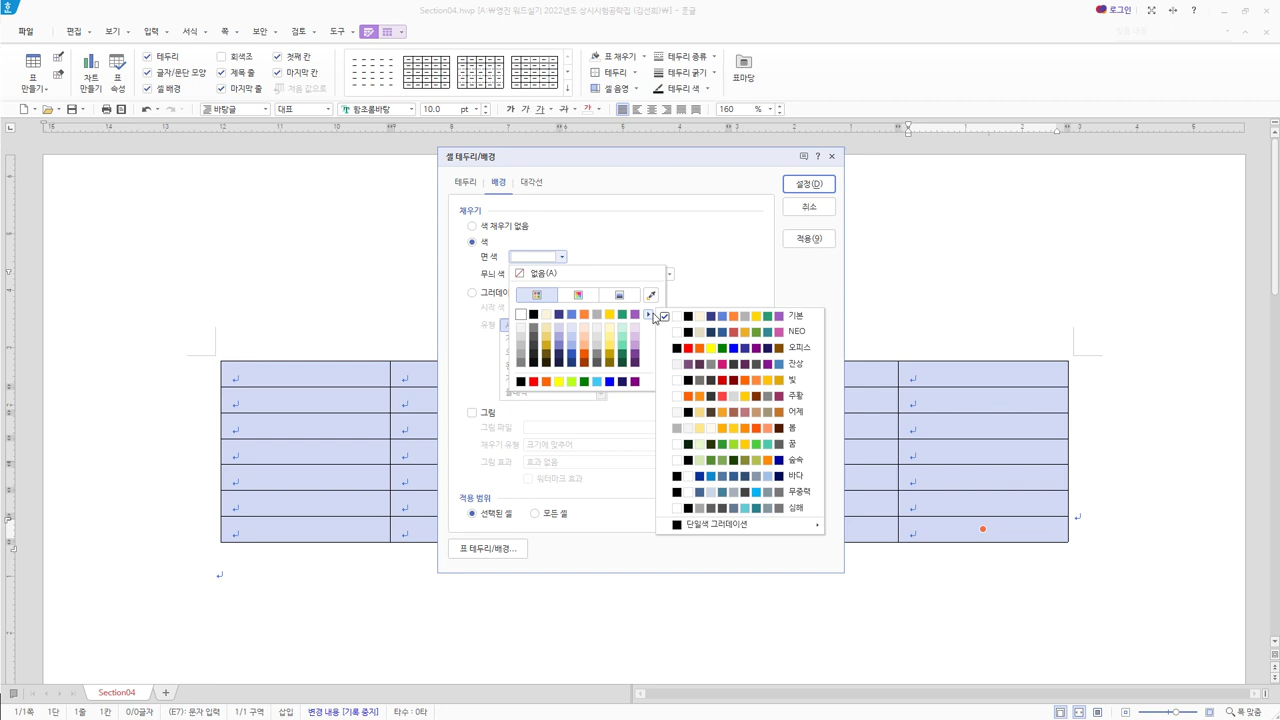 Section04.hwp [A:₩영진 워드실기 2022년도 상시시험공략집 (김선희)₩] - 훈글
로그인
파일 편집 보기 입력 서식 쪽 보안 검토 도구
테두리 회색조 첫째 칸
글자/문단 모양 제목 줄 마지막 칸
셀 배경 마지막 줄 처음 값으로
표 만들기 차트 만들기 표 속성
표 채우기 테두리 종류
테두리 테두리 굵기
셀 음영 테두리 색
표마당
바탕글 대표 함초롬바탕 10.0 pt 가 가 가 가 가 160 %
셀 테두리/배경
테두리 배경 대각선
설정(D)
취소
적용(9)
채우기
색 채우기 없음
색
면 색
무늬 색
없음(A)
시작 색
유형
기본
NEO
오피스
잔상
빛
주황
어제
봄
꿈
숲속
바다
무중력
심해
단일색 그러데이션
그림
그림 파일
채우기 유형 크기에 맞추어
그림 효과 효과 없음
워터마크 효과
적용 범위
선택된 셀 모든 셀
표 테두리/배경...
Section04
1/1쪽 1단 1줄 1칸 0/0글자 (E7): 문자 입력 1/1 구역 삽입 변경 내용 [기록 중지] 타수 : 0타 폭 맞춤